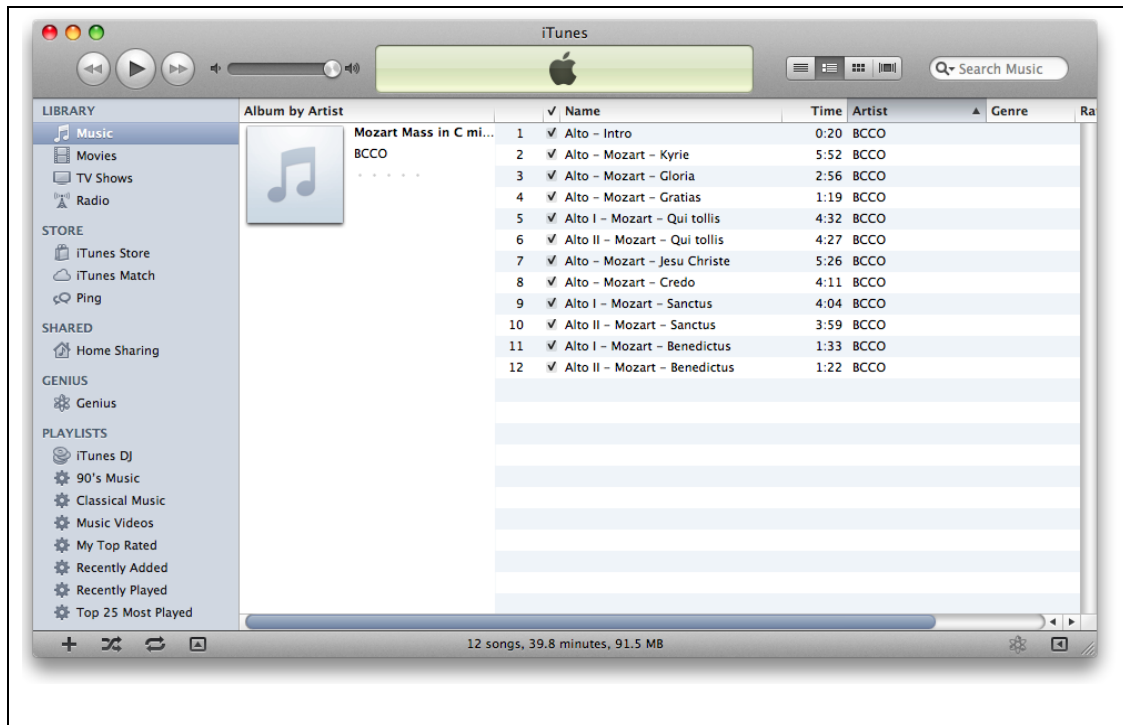 iTunes
Search Music
LIBRARY
Music
Movies
TV Shows
Radio
STORE
iTunes Store
iTunes Match
Ping
SHARED
Home Sharing
GENIUS
Genius
PLAYLISTS
iTunes DJ
90's Music
Classical Music
Music Videos
My Top Rated
Recently Added
Recently Played
Top 25 Most Played
Album by Artist
Mozart Mass in C mi...
BCCO
✓ Name Time Artist Genre Ra
1 ✓ Alto – Intro 0:20 BCCO
2 ✓ Alto – Mozart – Kyrie 5:52 BCCO
3 ✓ Alto – Mozart – Gloria 2:56 BCCO
4 ✓ Alto – Mozart – Gratias 1:19 BCCO
5 ✓ Alto I – Mozart – Qui tollis 4:32 BCCO
6 ✓ Alto II – Mozart – Qui tollis 4:27 BCCO
7 ✓ Alto – Mozart – Jesu Christe 5:26 BCCO
8 ✓ Alto – Mozart – Credo 4:11 BCCO
9 ✓ Alto I – Mozart – Sanctus 4:04 BCCO
10 ✓ Alto II – Mozart – Sanctus 3:59 BCCO
11 ✓ Alto I – Mozart – Benedictus 1:33 BCCO
12 ✓ Alto II – Mozart – Benedictus 1:22 BCCO
12 songs, 39.8 minutes, 91.5 MB